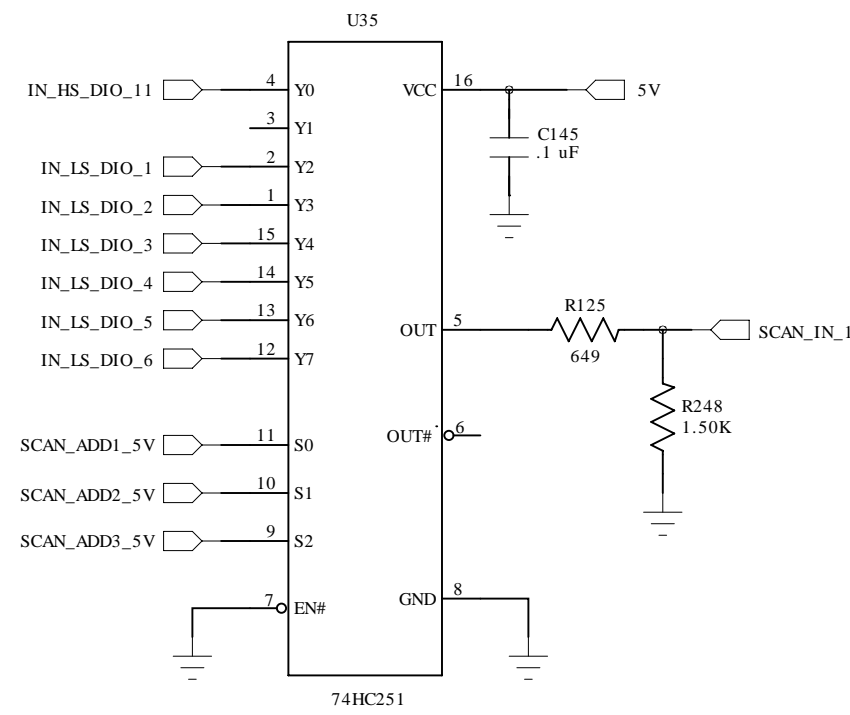 U35
IN_HS_DIO_11 4 Y0 VCC 16 5V
3 Y1
C145
.1 uF
IN_LS_DIO_1 2 Y2
IN_LS_DIO_2 1 Y3
IN_LS_DIO_3 15 Y4
IN_LS_DIO_4 14 Y5
R125
IN_LS_DIO_5 13 Y6
OUT 5 SCAN_IN_1
649
IN_LS_DIO_6 12 Y7
R248
1.50K
SCAN_ADD1_5V 11 S0 OUT# 6
SCAN_ADD2_5V 10 S1
SCAN_ADD3_5V 9 S2
7 EN# GND 8
74HC251